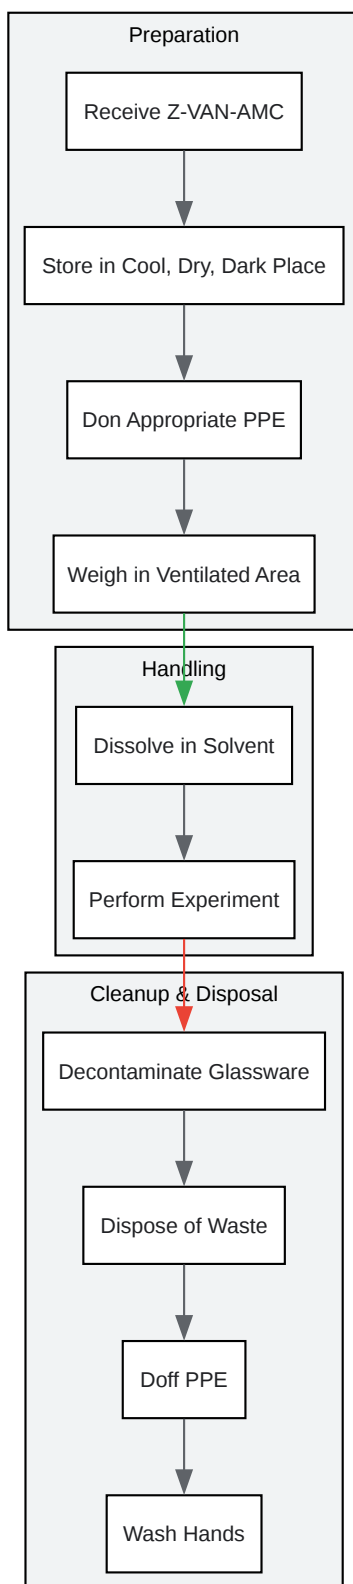 Preparation
Receive Z-VAN-AMC
Store in Cool, Dry, Dark Place
Don Appropriate PPE
Weigh in Ventilated Area
Handling
Dissolve in Solvent
Perform Experiment
Cleanup & Disposal
Decontaminate Glassware
Dispose of Waste
Doff PPE
Wash Hands